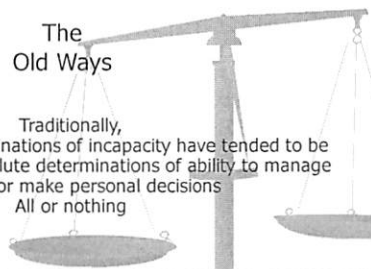 The
Old Ways
Traditionally,
nations of incapacity have tended to be
lute determinations of ability to manage
or make personal decisions
All or nothing